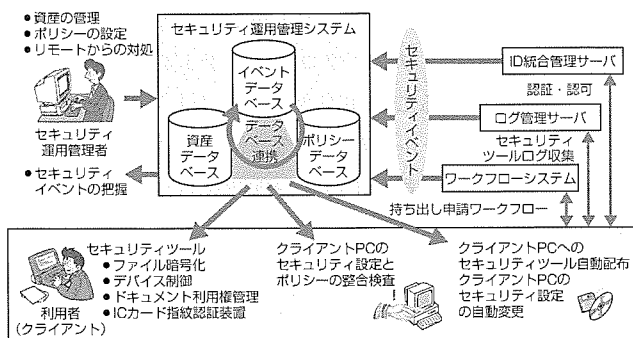 ●資産の管理
●ポリシーの設定
●リモートからの対処
セキュリティ
運用管理者
●セキュリティ
イベントの把握
セキュリティ運用管理システム
イベント
データ
ベース
資産
データ
ベース
データ
ベース
連携
ポリシー
データ
ベース
セキュリティイベント
ID統合管理サーバ
認証・認可
ログ管理サーバ
セキュリティ
ツールログ収集
ワークフローシステム
持ち出し申請ワークフロー
利用者
(クライアント)
セキュリティツール
●ファイル暗号化
●デバイス制御
●ドキュメント利用権管理
●ICカード指紋認証装置
クライアントPCの
セキュリティ設定と
ポリシーの整合検査
クライアントPCへの
セキュリティツール自動配布
クライアントPCの
セキュリティ設定
の自動変更